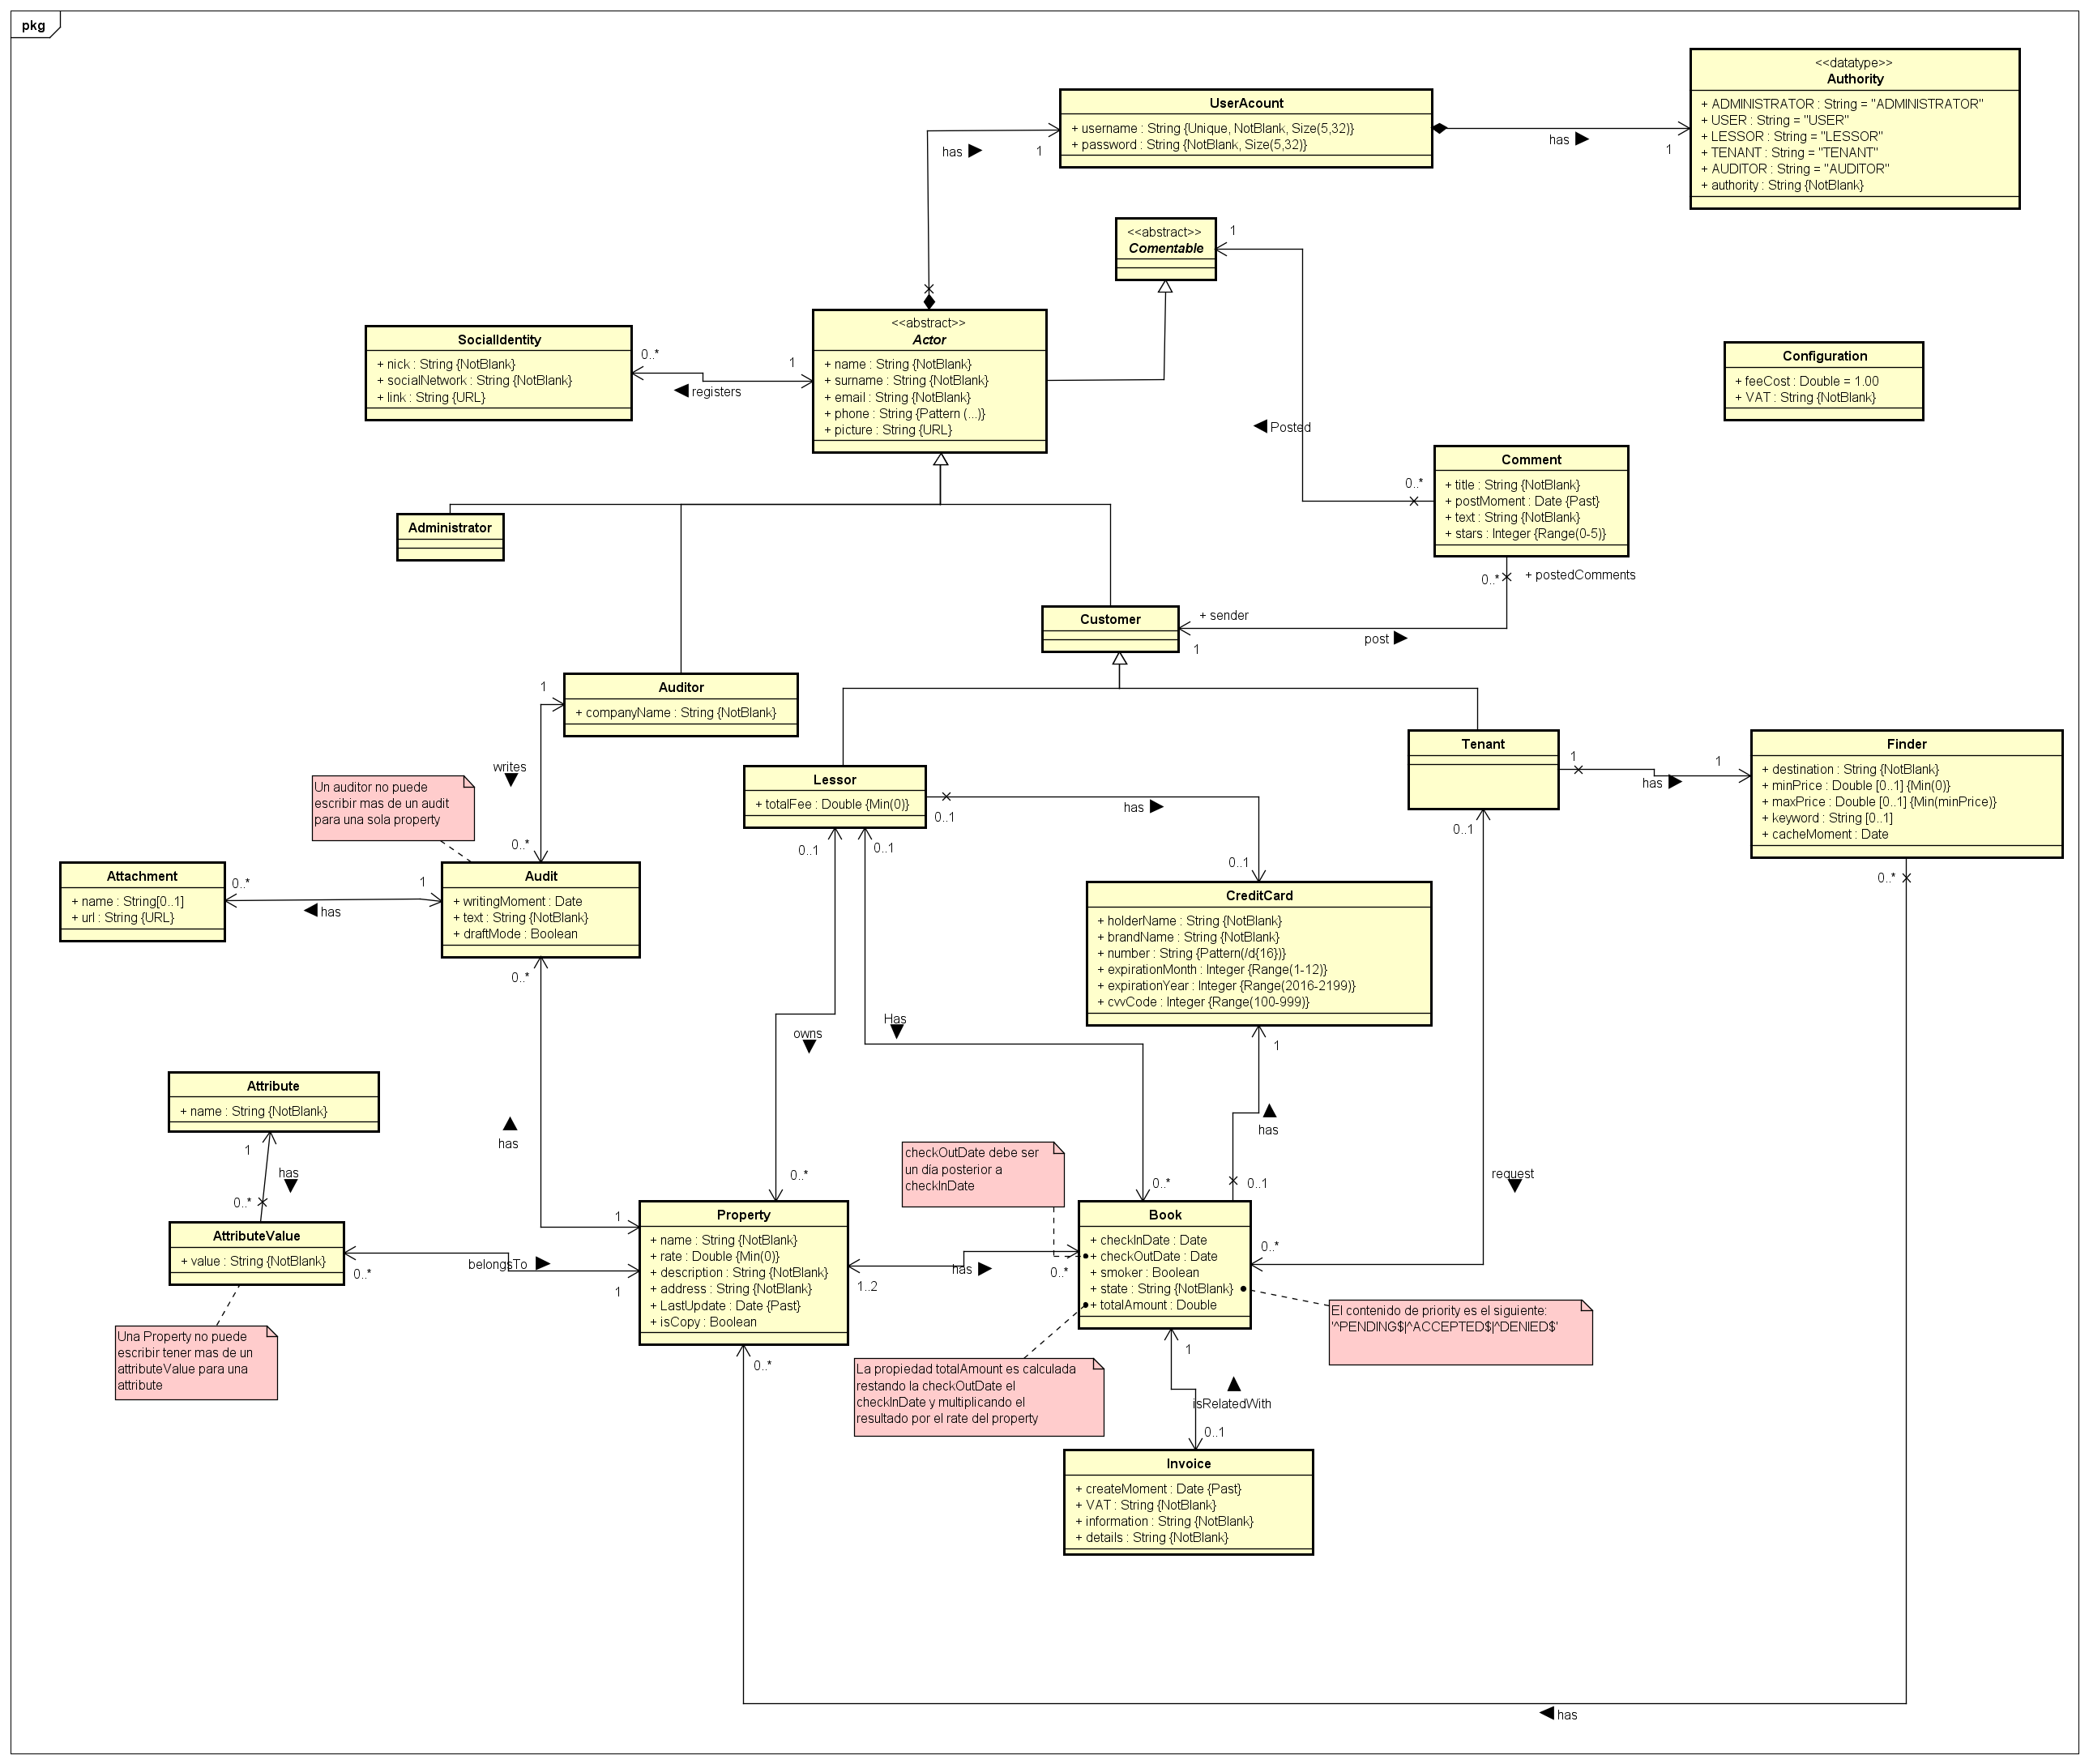 pkg
<<datatype>>
Authority
+ ADMINISTRATOR : String = "ADMINISTRATOR"
+ USER : String = "USER"
+ LESSOR : String = "LESSOR"
+ TENANT : String = "TENANT"
+ AUDITOR : String = "AUDITOR"
+ authority : String {NotBlank}
UserAcount
+ username : String {Unique, NotBlank, Size(5,32)}
+ password : String {NotBlank, Size(5,32)}
has
1
has
1
<<abstract>>
Comentable
1
<<abstract>>
Actor
+ name : String {NotBlank}
+ surname : String {NotBlank}
+ email : String {NotBlank}
+ phone : String {Pattern (...)}
+ picture : String {URL}
SocialIdentity
+ nick : String {NotBlank}
+ socialNetwork : String {NotBlank}
+ link : String {URL}
0..*
1
registers
Configuration
+ feeCost : Double = 1.00
+ VAT : String {NotBlank}
Posted
Comment
+ title : String {NotBlank}
+ postMoment : Date {Past}
+ text : String {NotBlank}
+ stars : Integer {Range(0-5)}
0..*
0..*
+ postedComments
Administrator
Customer
+ sender
1
post
Auditor
+ companyName : String {NotBlank}
1
writes
0..*
Un auditor no puede
escribir mas de un audit
para una sola property
Lessor
+ totalFee : Double {Min(0)}
0..1
has
0..1
0..1
0..1
Tenant
1
1
has
0..1
Finder
+ destination : String {NotBlank}
+ minPrice : Double [0..1] {Min(0)}
+ maxPrice : Double [0..1] {Min(minPrice)}
+ keyword : String [0..1]
+ cacheMoment : Date
0..*
Attachment
+ name : String[0..1]
+ url : String {URL}
0..*
1
has
Audit
+ writingMoment : Date
+ text : String {NotBlank}
+ draftMode : Boolean
0..*
CreditCard
+ holderName : String {NotBlank}
+ brandName : String {NotBlank}
+ number : String {Pattern(/d{16})}
+ expirationMonth : Integer {Range(1-12)}
+ expirationYear : Integer {Range(2016-2199)}
+ cvvCode : Integer {Range(100-999)}
1
owns
Has
has
has
request
Attribute
+ name : String {NotBlank}
1
has
0..*
AttributeValue
+ value : String {NotBlank}
0..*
belongsTo
1
1
Una Property no puede
escribir tener mas de un
attributeValue para una
attribute
checkOutDate debe ser
un día posterior a
checkInDate
0..*
Property
+ name : String {NotBlank}
+ rate : Double {Min(0)}
+ description : String {NotBlank}
+ address : String {NotBlank}
+ LastUpdate : Date {Past}
+ isCopy : Boolean
0..*
1..2
has
0..*
0..*
0..1
Book
+ checkInDate : Date
+ checkOutDate : Date
+ smoker : Boolean
+ state : String {NotBlank}
+ totalAmount : Double
0..*
1
El contenido de priority es el siguiente:
'^PENDING$|^ACCEPTED$|^DENIED$'
La propiedad totalAmount es calculada
restando la checkOutDate el
checkInDate y multiplicando el
resultado por el rate del property
isRelatedWith
0..1
Invoice
+ createMoment : Date {Past}
+ VAT : String {NotBlank}
+ information : String {NotBlank}
+ details : String {NotBlank}
has